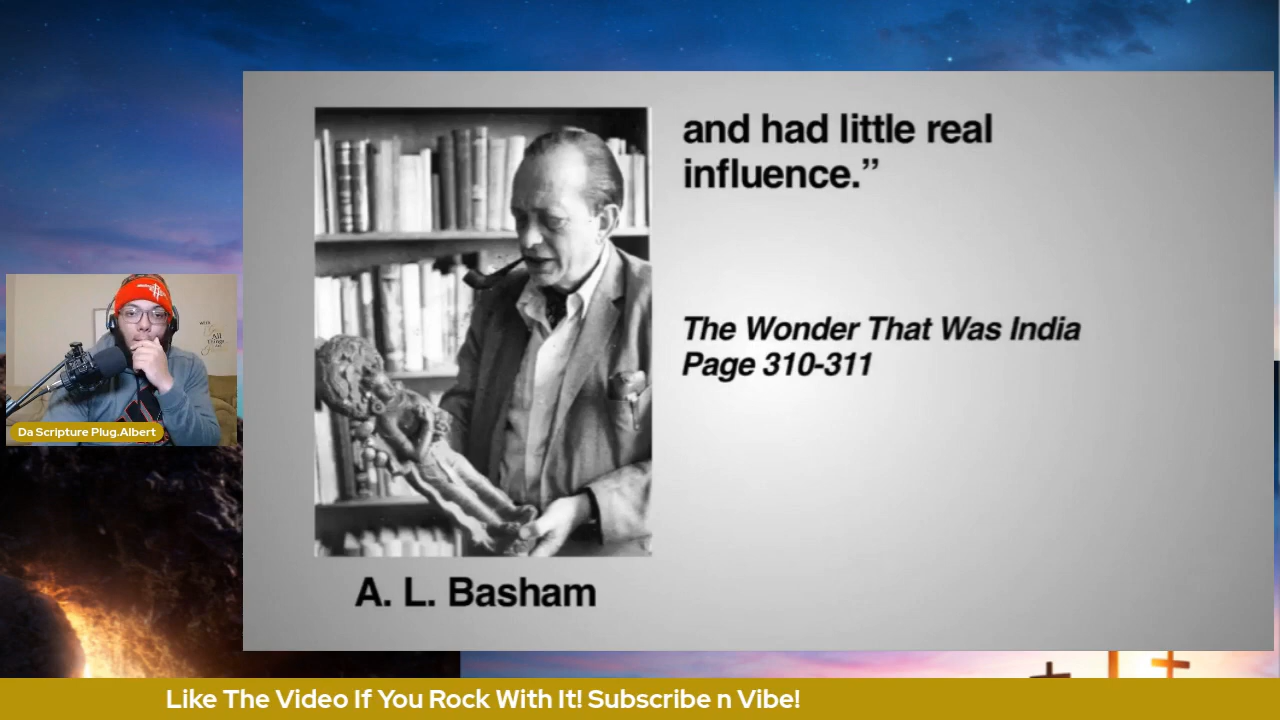 and had little real
influence.”
The Wonder That Was India
Page 310-311
A. L. Basham
Da Scripture Plug.Albert
Like The Video If You Rock With It! Subscribe n Vibe!